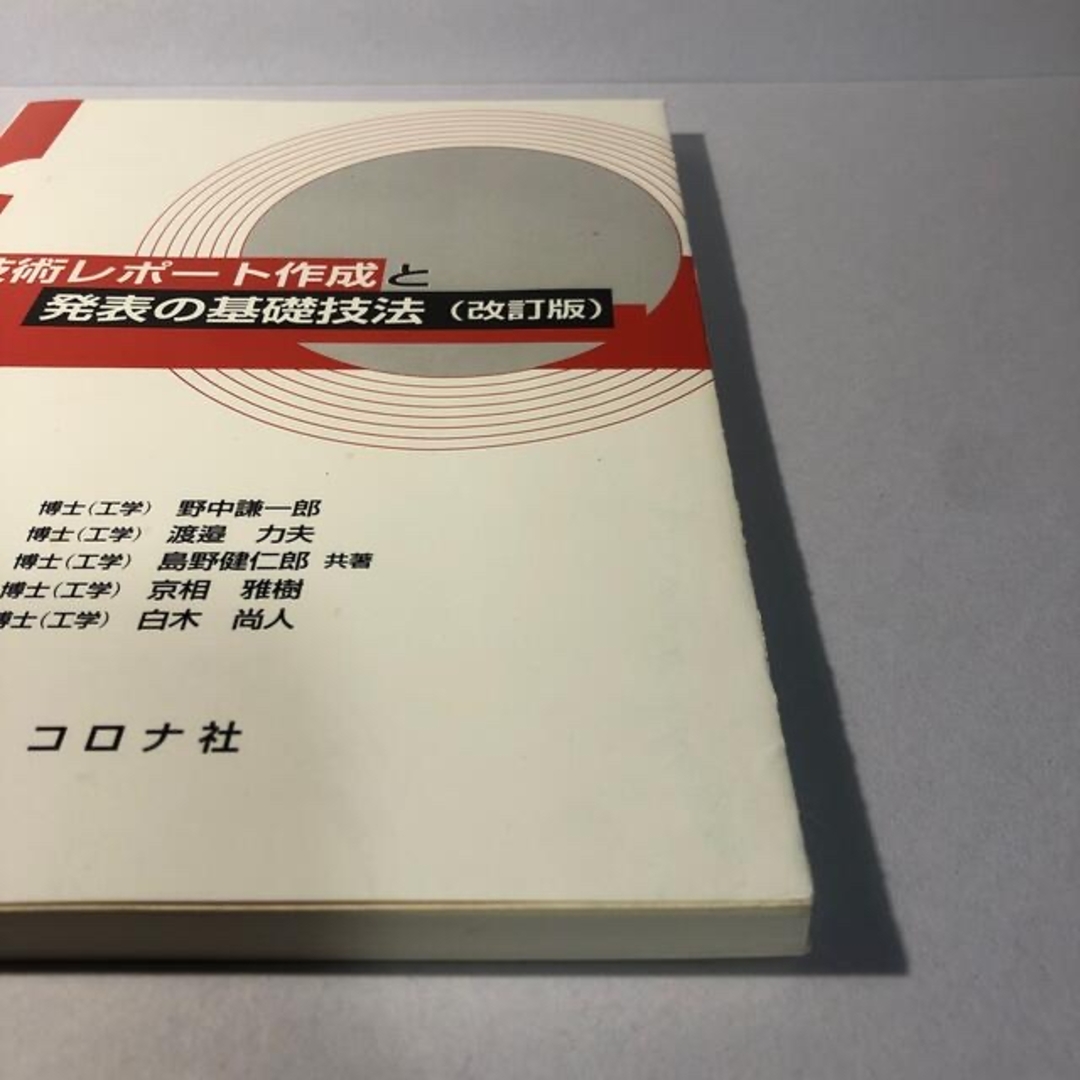 技術レポート作成と
発表の基礎技法（改訂版）
博士（工学） 野中謙一郎
博士（工学） 渡邉 力夫
博士（工学） 島野健仁郎 共著
博士（工学） 京相 雅樹
博士（工学） 白木 尚人
コロナ社